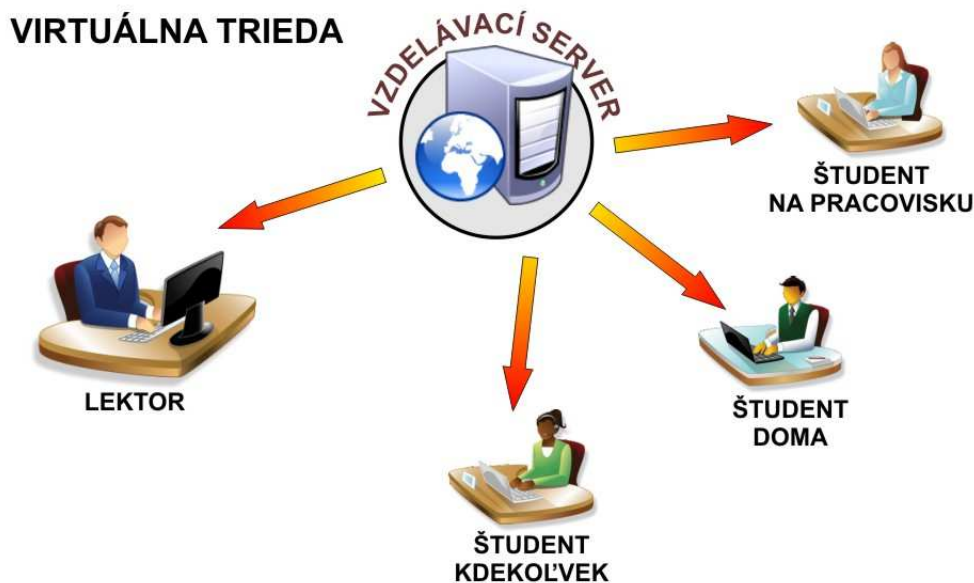 VIRTUÁLNA TRIEDA
VZDELÁVACÍ SERVER
ŠTUDENT
NA PRACOVISKU
LEKTOR
ŠTUDENT
DOMA
ŠTUDENT
KDEKOĽVEK